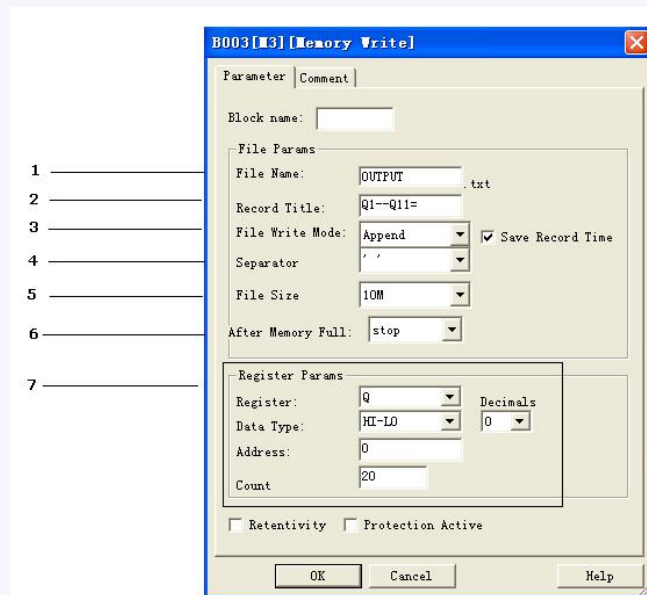 B003[M3][Memory Write]
Parameter Comment
Block name:
File Params
1 File Name: OUTPUT .txt
2 Record Title: Q1--Q11=
3 File Write Mode: Append Save Record Time
4 Separator ' '
5 File Size 10M
6 After Memory Full: stop
7 Register Params
Register: Q Decimals
Data Type: HI-LO 0
Address: 0
Count 20
Retentivity Protection Active
OK Cancel Help